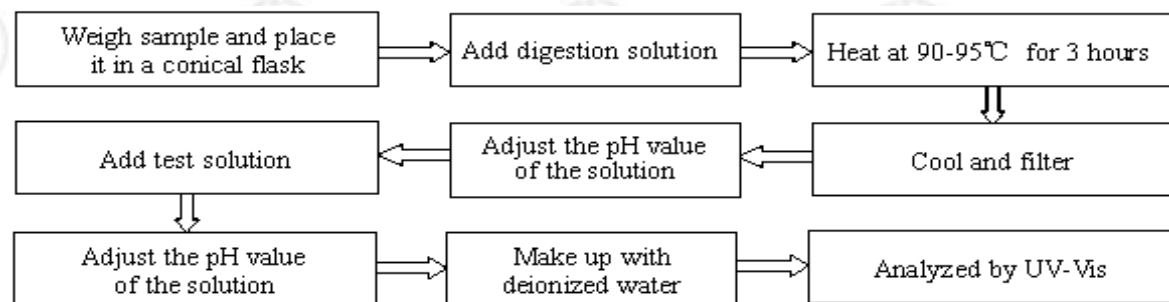 Weigh sample and place
it in a conical flask
Add digestion solution
Heat at 90-95℃ for 3 hours
Cool and filter
Adjust the pH value
of the solution
Add test solution
Adjust the pH value
of the solution
Make up with
deionized water
Analyzed by UV-Vis